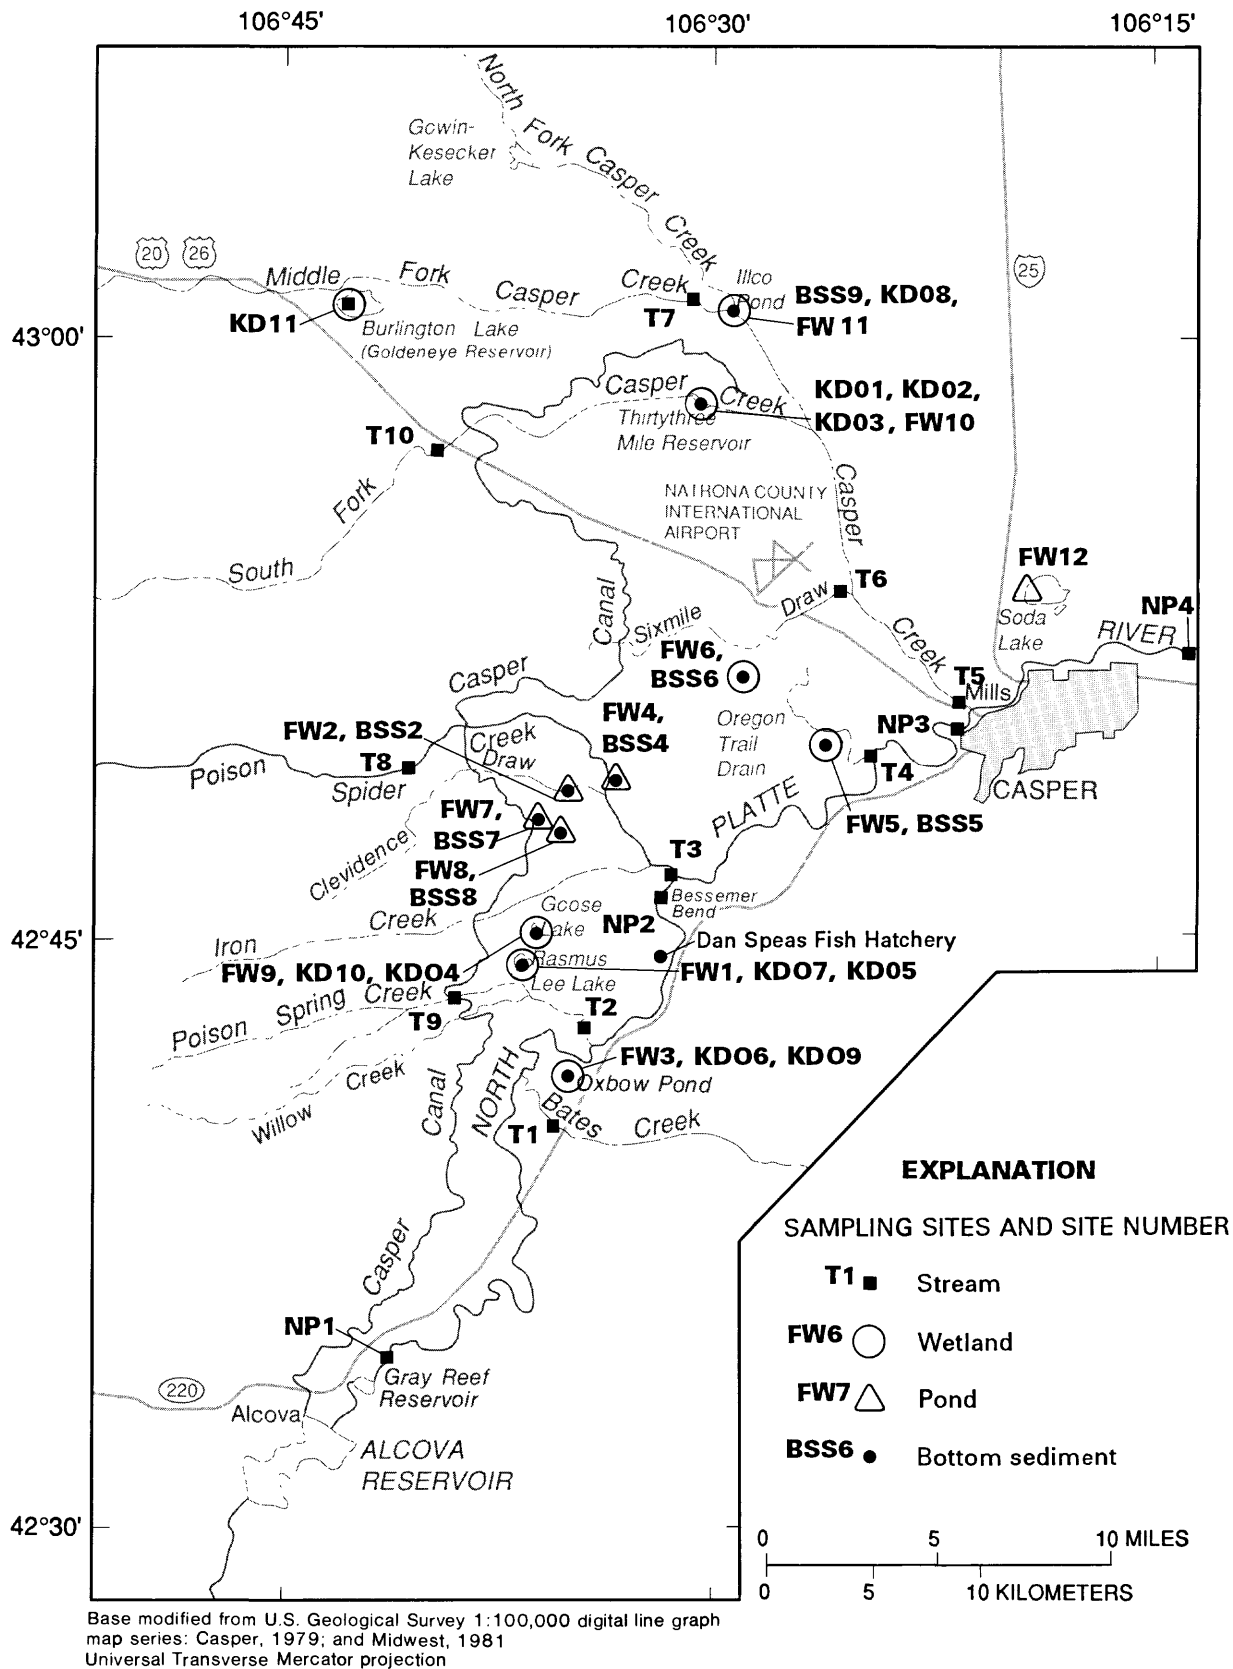 106°45'
106°30'
106°15'
North
Fork
Casper
Creek
Gowin-
Kesecker
Lake
20
26
25
Middle
Fork
Casper
Creek
Illco
Pond
BSS9, KD08,
FW 11
KD11
T7
Burlington Lake
(Goldeneye Reservoir)
43°00'
Casper
Creek
KD01, KD02,
KD03, FW10
Thirtythree
Mile Reservoir
T10
Casper
NATRONA COUNTY
INTERNATIONAL
AIRPORT
Fork
South
FW12
T6
Draw
Canal
Sixmile
Soda
Lake
NP4
RIVER
Creek
FW6,
BSS6
Casper
T5
Mills
FW4,
BSS4
Oregon
Trail
Drain
NP3
FW2, BSS2
Creek
Draw
T8
Poison
Spider
T4
CASPER
PLATTE
FW7,
BSS7
FW5, BSS5
Clevidence
FW8,
BSS8
T3
Bessemer
Bend
Goose
Lake
NP2
Creek
Iron
42°45'
Dan Speas Fish Hatchery
FW9, KD10, KDO4
Rasmus
Lee Lake
FW1, KDO7, KD05
Poison Spring Creek
T9
T2
FW3, KDO6, KDO9
Oxbow Pond
Willow
Creek
Canal
NORTH
Bates
Creek
T1
EXPLANATION
SAMPLING SITES AND SITE NUMBER
T1 Stream
FW6 Wetland
FW7 Pond
BSS6 Bottom sediment
Casper
NP1
Gray Reef
Reservoir
220
Alcova
ALCOVA
RESERVOIR
42°30'
0 5 10 MILES
0 5 10 KILOMETERS
Base modified from U.S. Geological Survey 1:100,000 digital line graph
map series: Casper, 1979; and Midwest, 1981
Universal Transverse Mercator projection